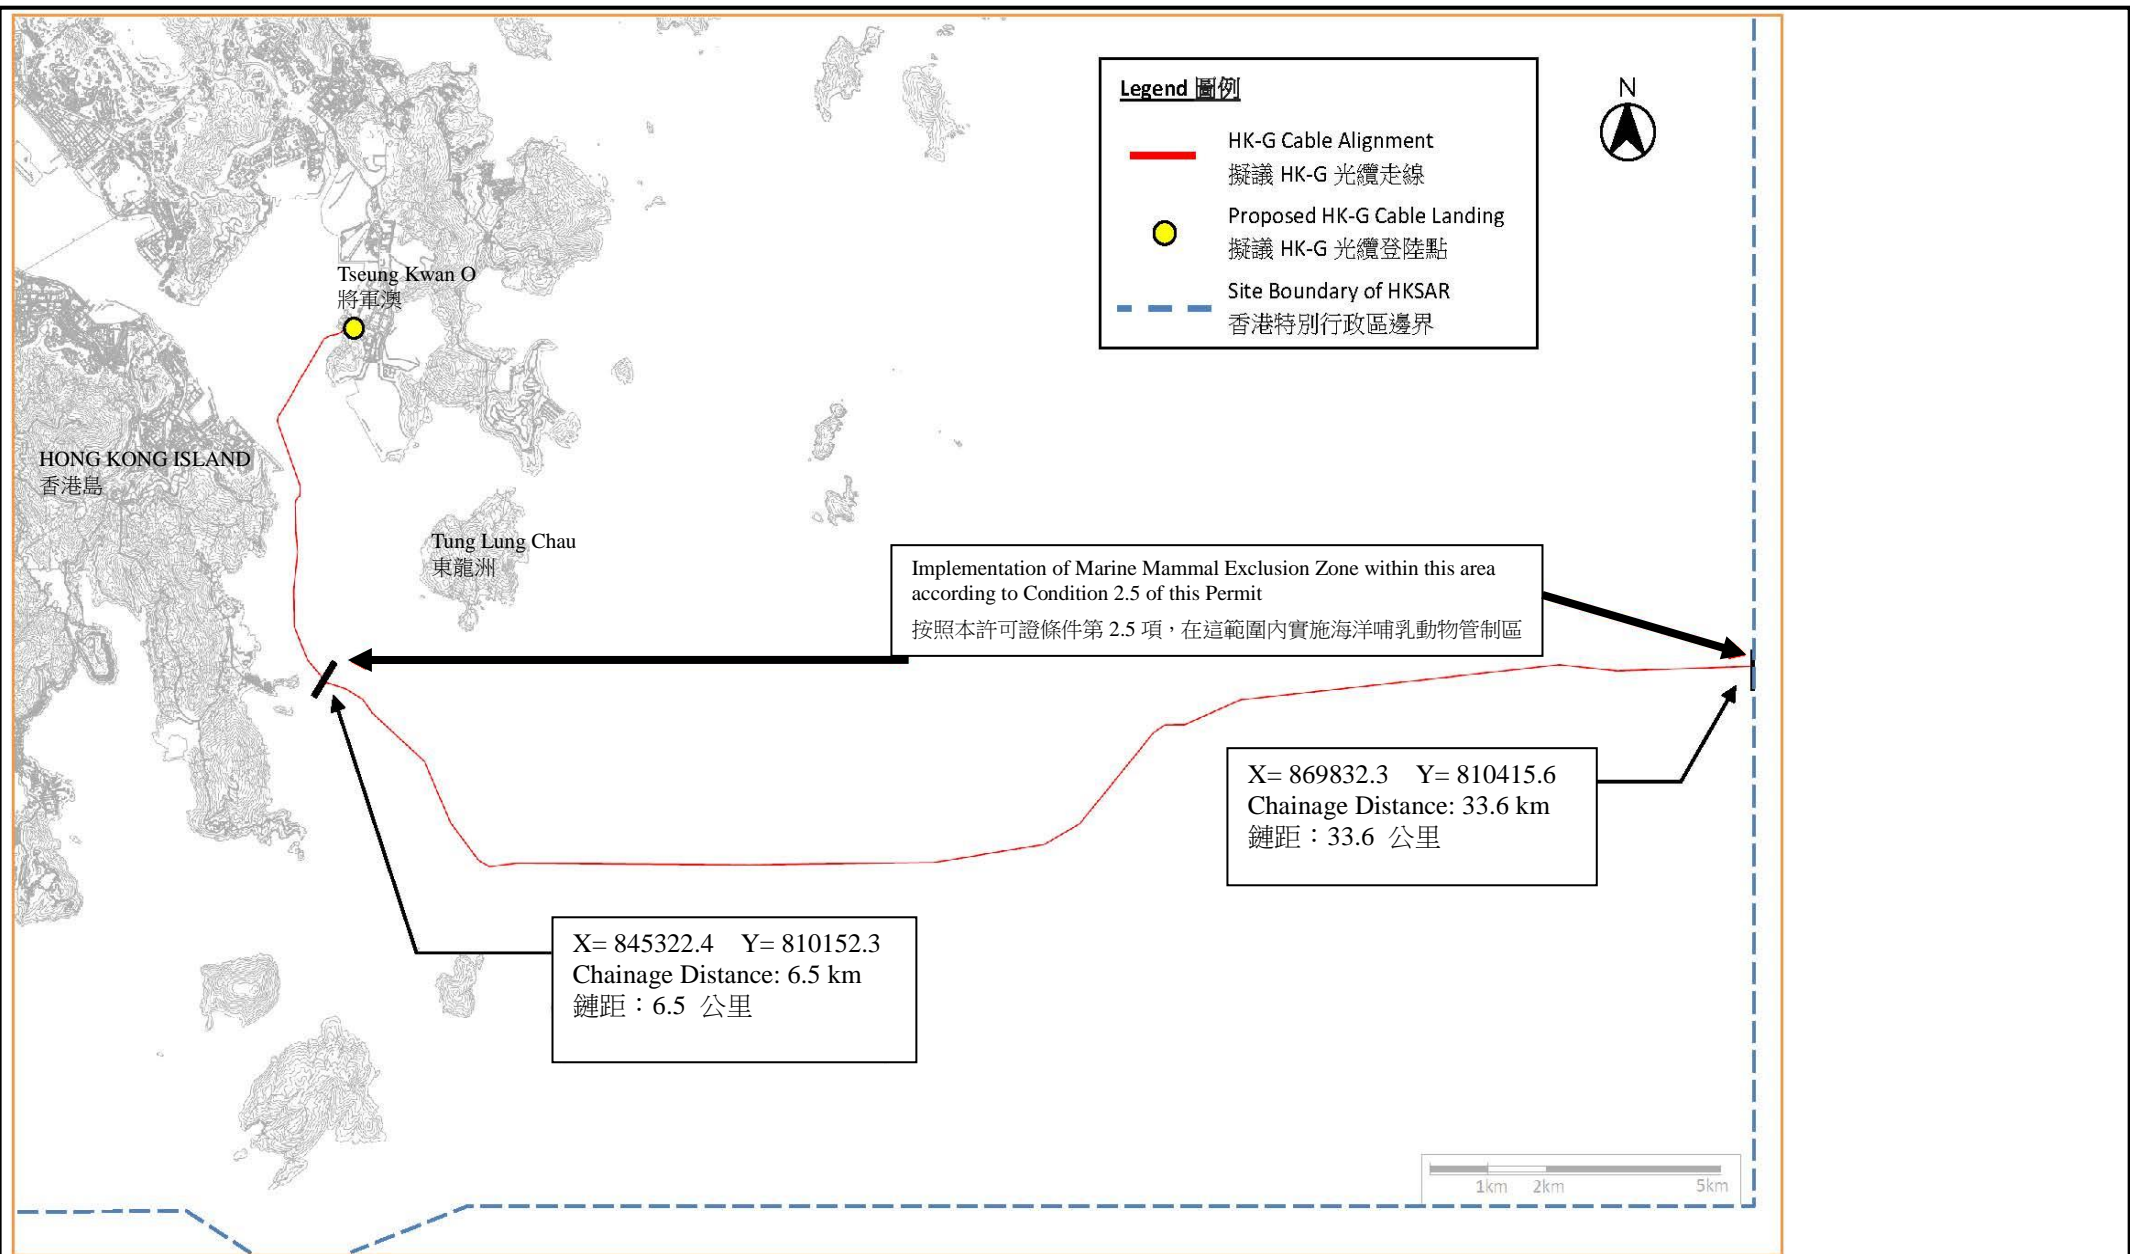 Legend 圖例
N
HK-G Cable Alignment
擬議 HK-G 光纜走線
Proposed HK-G Cable Landing
擬議 HK-G 光纜登陸點
Site Boundary of HKSAR
香港特別行政區邊界
Tseung Kwan O
將軍澳
HONG KONG ISLAND
香港島
Tung Lung Chau
東龍洲
Implementation of Marine Mammal Exclusion Zone within this area
according to Condition 2.5 of this Permit
按照本許可證條件第 2.5 項，在這範圍內實施海洋哺乳動物管制區
X= 869832.3 Y= 810415.6
Chainage Distance: 33.6 km
鏈距：33.6 公里
X= 845322.4 Y= 810152.3
Chainage Distance: 6.5 km
鏈距：6.5 公里
1km 2km 5km